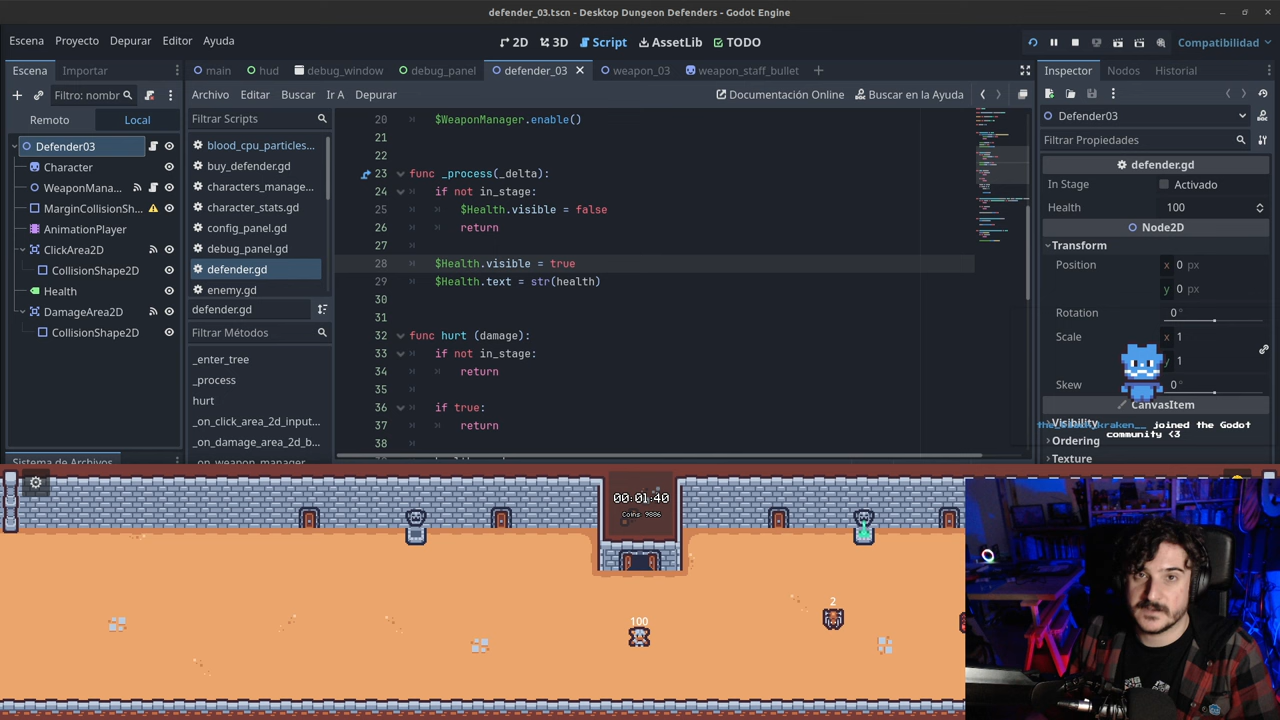 defender_03.tscn - Desktop Dungeon Defenders - Godot Engine
Escena Proyecto Depurar Editor Ayuda
2D 3D Script AssetLib TODO
Compatibilidad
Escena Importar
main hud debug_window debug_panel defender_03 weapon_03 weapon_staff_bullet
Inspector Nodos Historial
Filtro: nombr
Archivo Editar Buscar Ir A Depurar
Documentación Online Buscar en la Ayuda
Remoto Local
Defender03
Character
WeaponMana...
MarginCollisionSh...
AnimationPlayer
ClickArea2D
CollisionShape2D
Health
DamageArea2D
CollisionShape2D
Sistema de Archivos
Filtrar Scripts
blood_cpu_particles...
buy_defender.gd
characters_manage...
character_stats.gd
config_panel.gd
debug_panel.gd
defender.gd
enemy.gd
defender.gd
Filtrar Métodos
_enter_tree
_process
hurt
_on_click_area_2d_input...
_on_damage_area_2d_b...
_on_weapon_manager
20 $WeaponManager.enable()
21
22
23 func _process(_delta):
24 if not in_stage:
25 $Health.visible = false
26 return
27
28 $Health.visible = true
29 $Health.text = str(health)
30
31
32 func hurt (damage):
33 if not in_stage:
34 return
35
36 if true:
37 return
38
Defender03
Filtrar Propiedades
defender.gd
In Stage Activado
Health 100
Node2D
Transform
Position x 0 px
y 0 px
Rotation 0 °
Scale x 1
y 1
Skew 0 °
CanvasItem
Visibility
Ordering
Texture
joined the Godot
community <3
00:01:40
Coins 9886
100
2